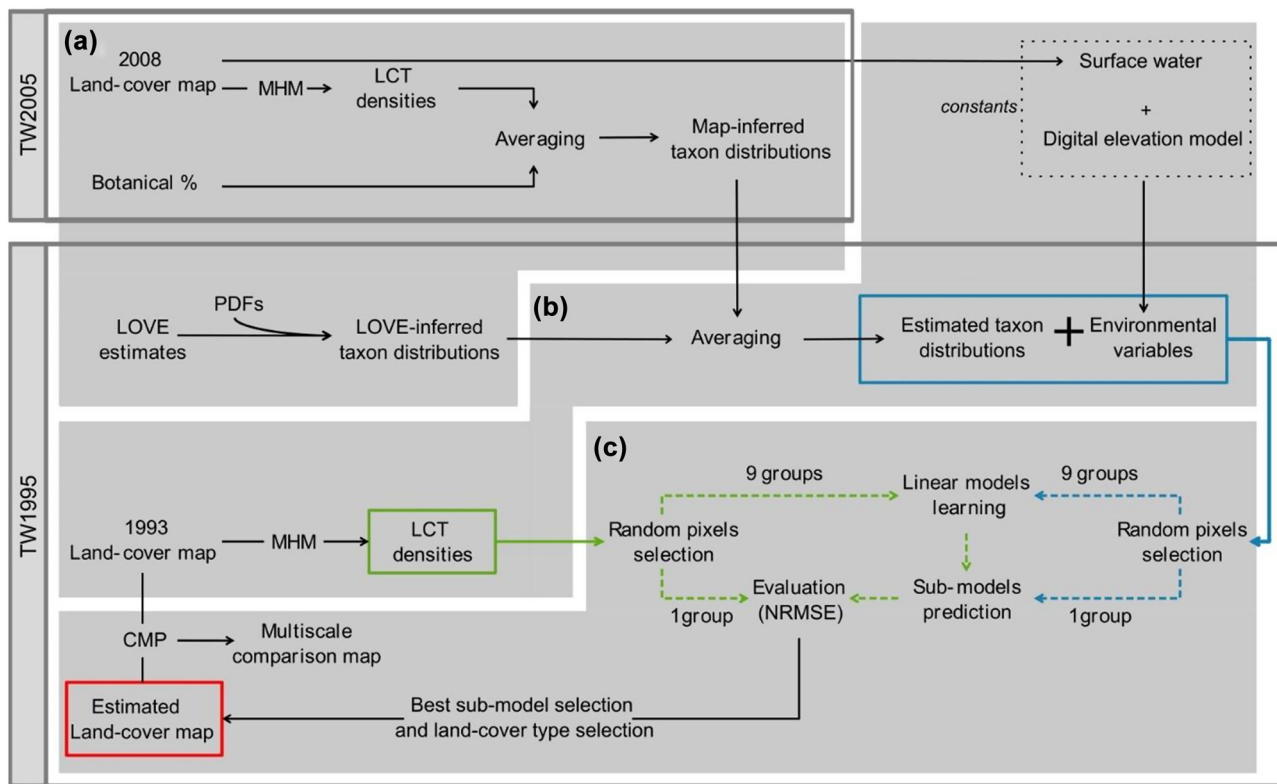 TW2005
(a)
2008
Land-cover map
MHM
LCT
densities
Averaging
Map-inferred
taxon distributions
Botanical %
constants
Surface water
+
Digital elevation model
TW1995
LOVE
estimates
PDFs
LOVE-inferred
taxon distributions
(b)
Averaging
Estimated taxon
distributions
+
Environmental
variables
1993
Land-cover map
MHM
LCT
densities
(c)
9 groups
Linear models
learning
9 groups
Random pixels
selection
Random pixels
selection
Evaluation
(NRMSE)
Sub-models
prediction
1group
1group
CMP
Multiscale
comparison map
Estimated
Land-cover map
Best sub-model selection
and land-cover type selection